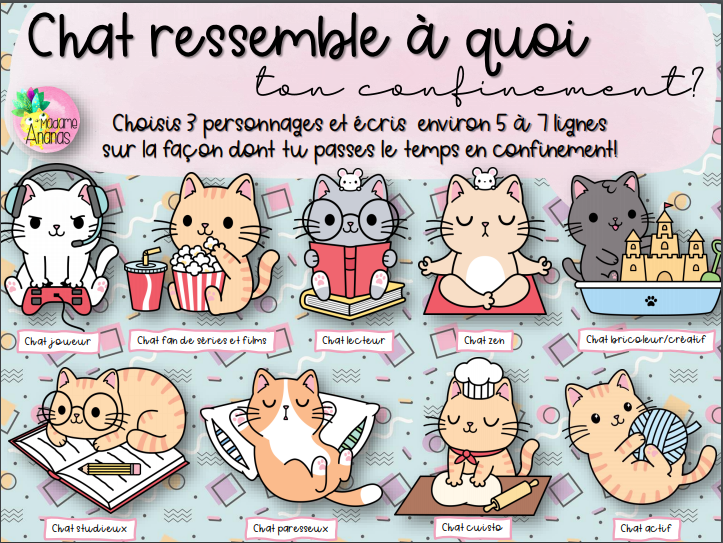 Chat ressemble à quoi
ton confinement?
Madame
Ananas
Choisis 3 personnages et écris environ 5 à 7 lignes
sur la façon dont tu passes le temps en confinement!
Chat joueur
Chat fan de séries et films
Chat lecteur
Chat zen
Chat bricoleur/créatif
Chat studieux
Chat paresseux
Chat cuisto
Chat actif